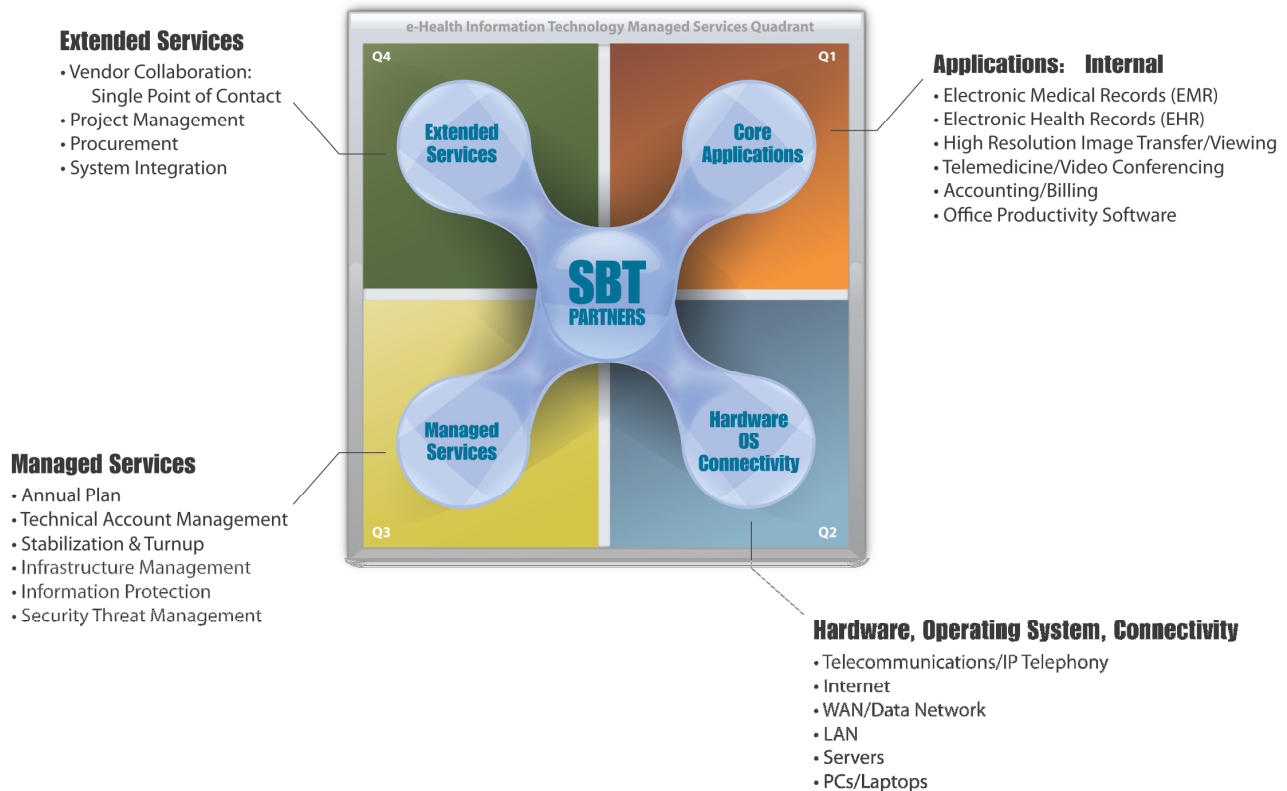 e-Health Information Technology Managed Services Quadrant
Extended Services
• Vendor Collaboration:
Single Point of Contact
• Project Management
• Procurement
• System Integration
Q4
Extended
Services
Q1
Core
Applications
Applications: Internal
• Electronic Medical Records (EMR)
• Electronic Health Records (EHR)
• High Resolution Image Transfer/Viewing
• Telemedicine/Video Conferencing
• Accounting/Billing
• Office Productivity Software
SBT
PARTNERS
Managed Services
• Annual Plan
• Technical Account Management
• Stabilization & Turnup
• Infrastructure Management
• Information Protection
• Security Threat Management
Managed
Services
Q3
Hardware
OS
Connectivity
Q2
Hardware, Operating System, Connectivity
• Telecommunications/IP Telephony
• Internet
• WAN/Data Network
• LAN
• Servers
• PCs/Laptops